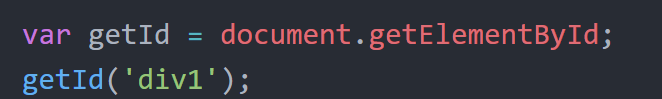 var getId = document.getElementById;
getId('div1');